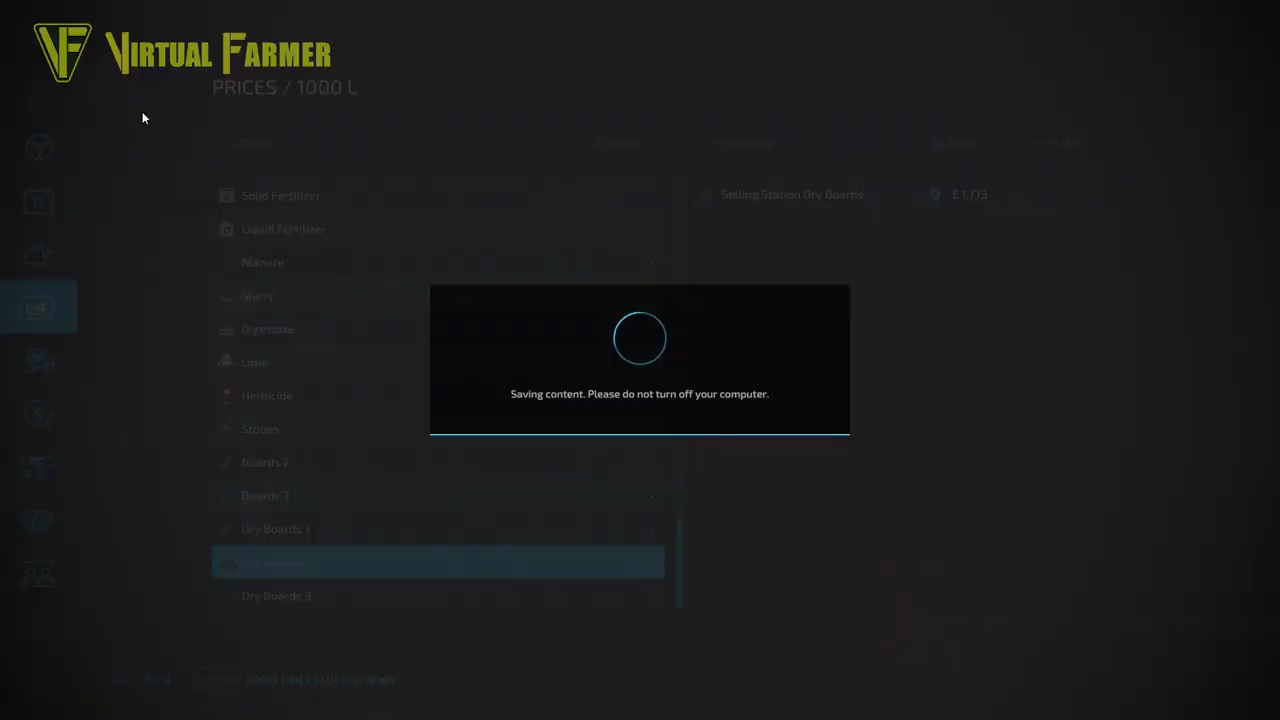 VF VIRTUAL FARMER
PRICES / 1000 L
Solid Fertilizer
Selling Station Dry Boards £ 1,773
Liquid Fertilizer
Manure
Slurry
Digestate
Lime
Herbicide
Stones
Boards 2
Boards 3
Dry Boards 1
Dry Boards 3
Saving content. Please do not turn off your computer.
BACK